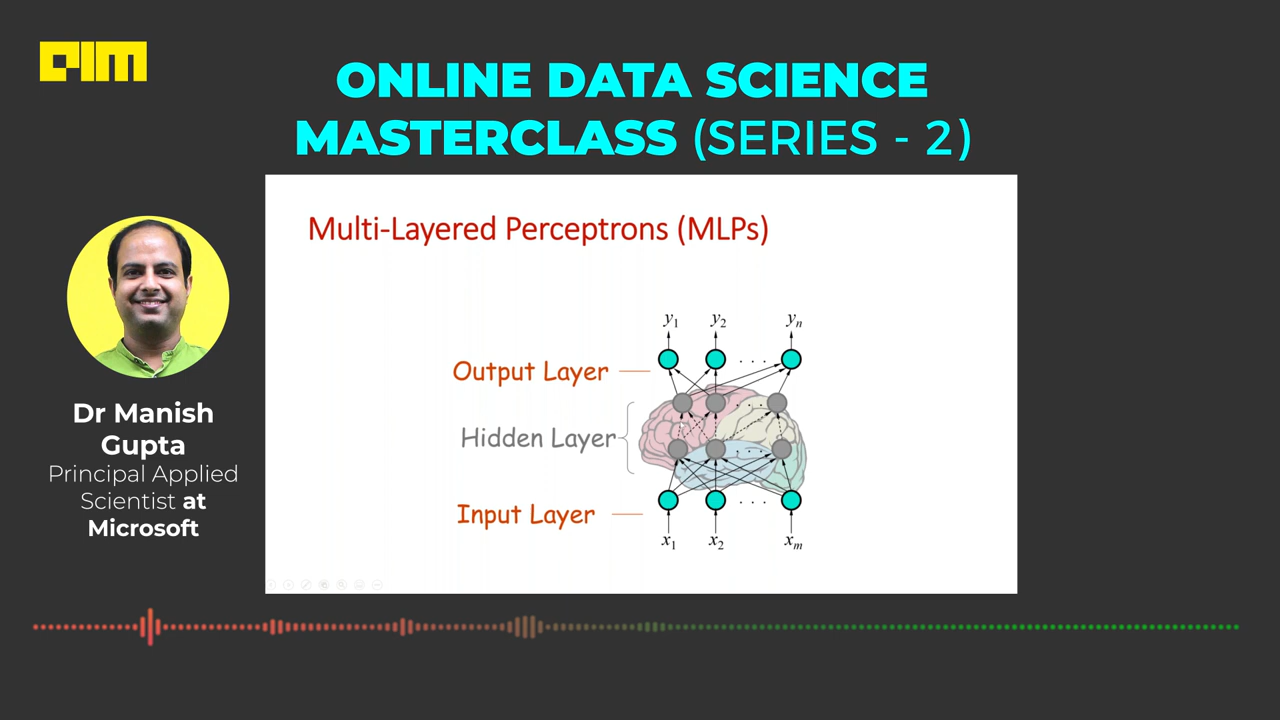 AIM
ONLINE DATA SCIENCE
MASTERCLASS (SERIES - 2)
Multi-Layered Perceptrons (MLPs)
y1 y2 yn
Output Layer
. . .
. . .
Hidden Layer
. . .
Input Layer
. . .
x1 x2 xm
Dr Manish
Gupta
Principal Applied
Scientist at
Microsoft